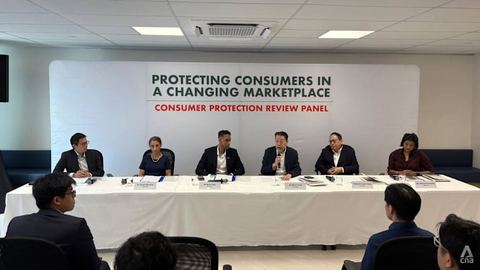 PROTECTING CONSUMERS IN
A CHANGING MARKETPLACE
CONSUMER PROTECTION REVIEW PANEL
cna